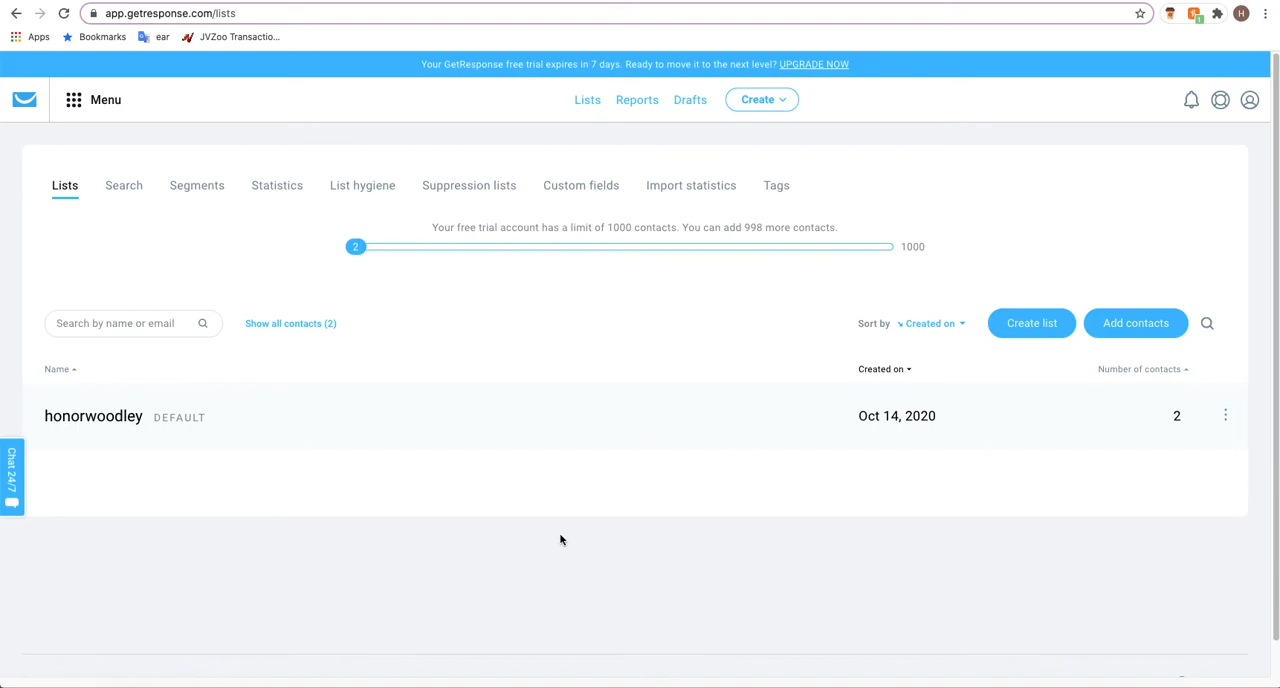 app.getresponse.com/lists
H
1
Apps Bookmarks ear JVZoo Transactio...
Your GetResponse free trial expires in 7 days. Ready to move it to the next level? UPGRADE NOW
Menu Lists Reports Drafts Create
Lists Search Segments Statistics List hygiene Suppression lists Custom fields Import statistics Tags
Your free trial account has a limit of 1000 contacts. You can add 998 more contacts.
2 1000
Search by name or email Show all contacts (2) Sort by Created on Create list Add contacts
Name Created on Number of contacts
honorwoodley DEFAULT Oct 14, 2020 2
Chat 24/7